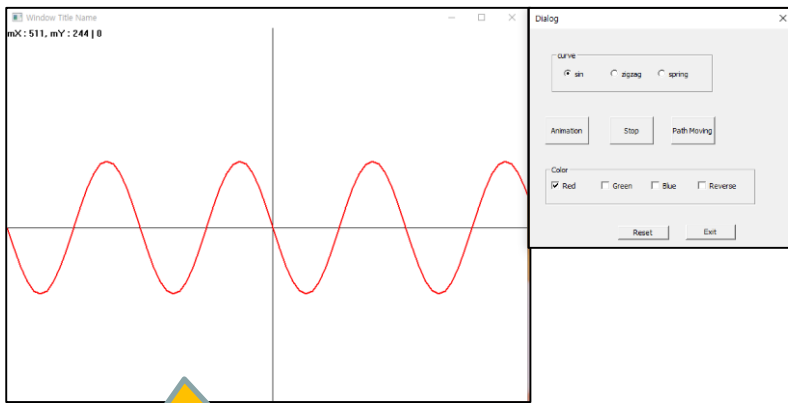 Window Title Name
mX : 511, mY : 244 | 0
Dialog
curve
sin
zigzag
spring
Animation
Stop
Path Moving
Color
Red
Green
Blue
Reverse
Reset
Exit